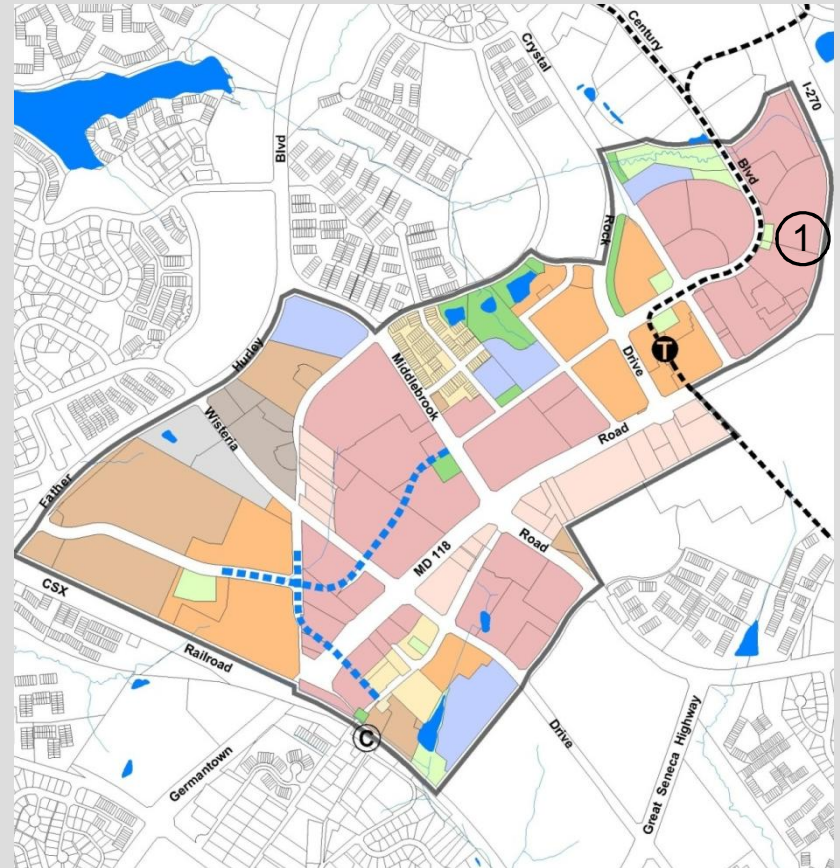 Century
I-270
Crystal
Blvd
Blvd
1
Rock
Hurley
Middlebrook
Drive
T
Wisteria
Road
Father
Road
MD 118
CSX
Railroad
C
Germantown
Drive
Great Seneca Highway